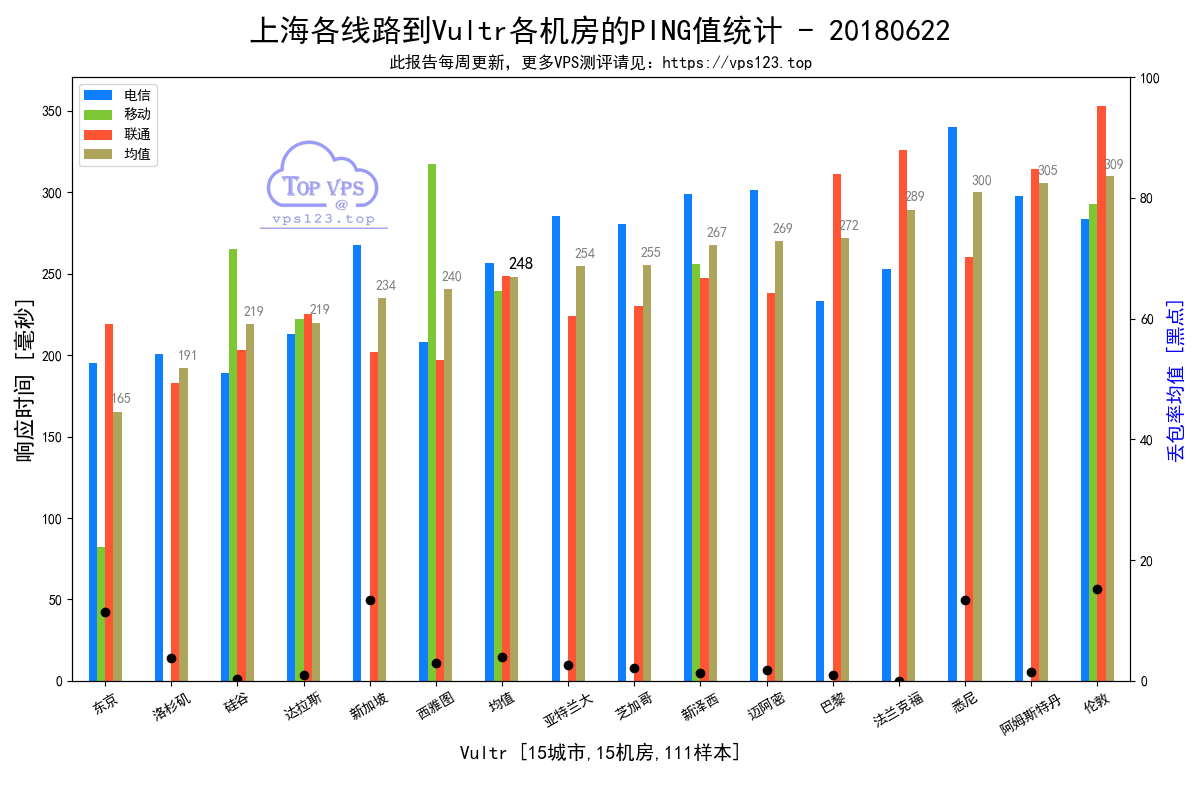 上海各线路到Vultr各机房的PING值统计 - 20180622
此报告每周更新，更多VPS测评请见：https://vps123.top
电信
移动
联通
均值
TOP VPS
@
vps123.top
响应时间 [毫秒]
350
300
250
200
150
100
50
0
165
191
219
219
234
240
248
254
255
267
269
272
289
300
305
309
100
80
60
40
20
0
丢包率均值 [黑点]
东京
洛杉矶
硅谷
达拉斯
新加坡
西雅图
均值
亚特兰大
芝加哥
新泽西
迈阿密
巴黎
法兰克福
悉尼
阿姆斯特丹
伦敦
Vultr [15城市,15机房,111样本]